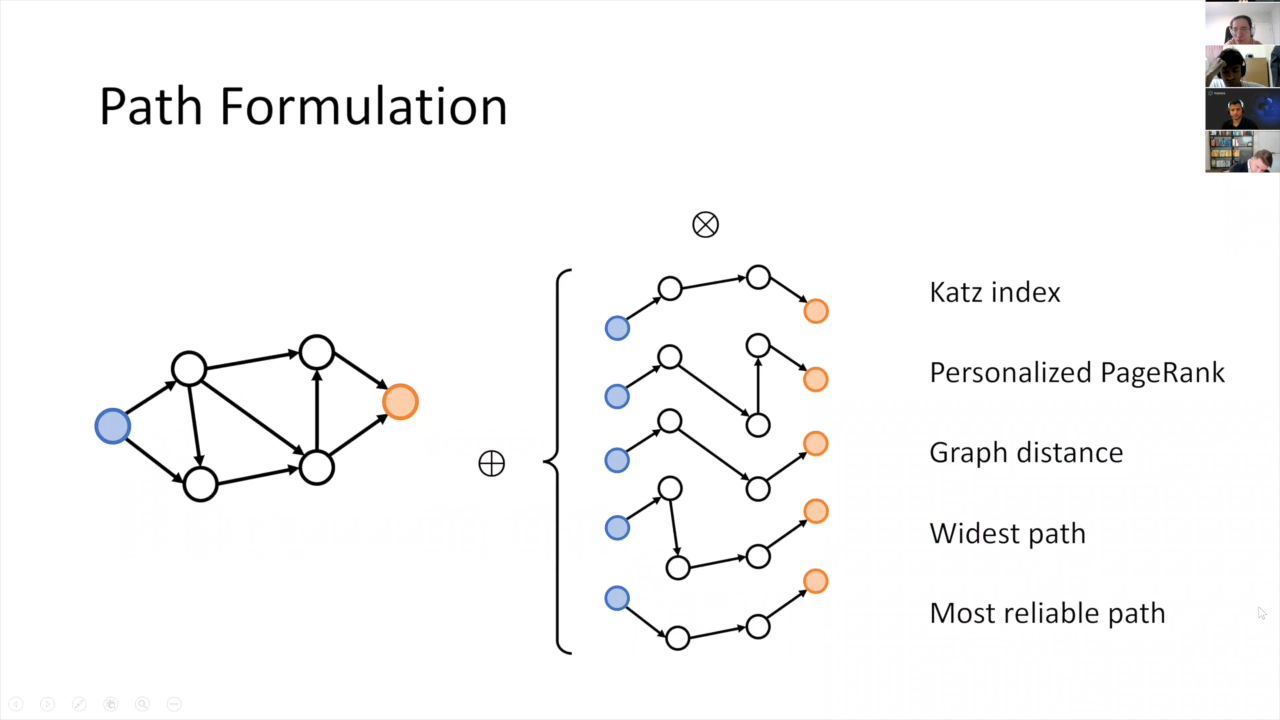 Path Formulation
⊗
Katz index
Personalized PageRank
Graph distance
⊕
Widest path
Most reliable path